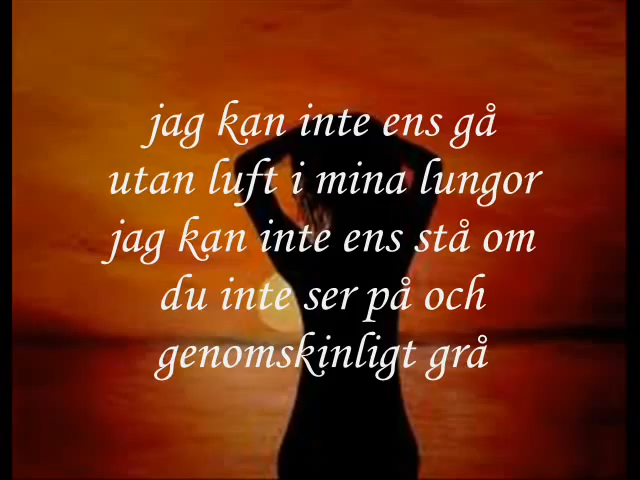 jag kan inte ens gå
utan luft i mina lungor
jag kan inte ens stå om
du inte ser på och
genomskinligt grå